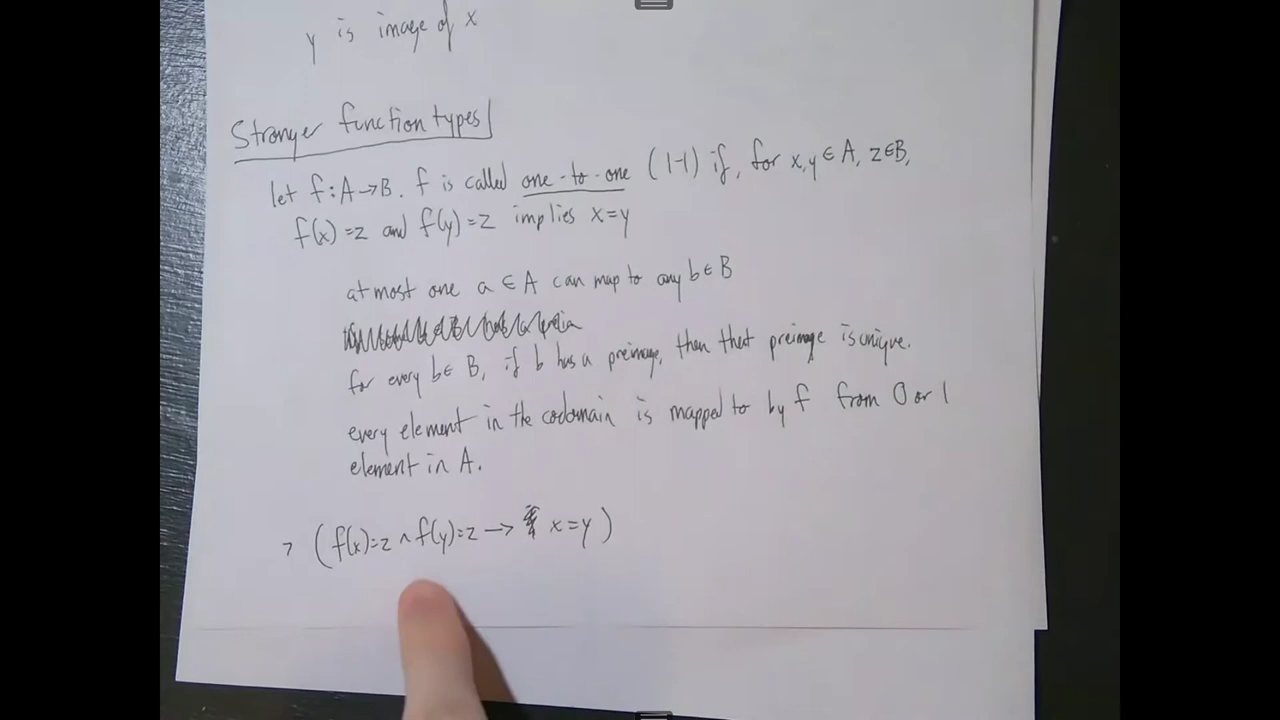 y is image of x
Stronger function types
let f:A→B. f is called one-to-one (1-1) if, for x,y∈A, z∈B,
f(x)=z and f(y)=z implies x=y
at most one a∈A can map to any b∈B
for every b∈B, if b has a preimage, then that preimage is unique.
every element in the codomain is mapped to by f from 0 or 1
element in A.
¬(f(x)=z ∧ f(y)=z → x=y)